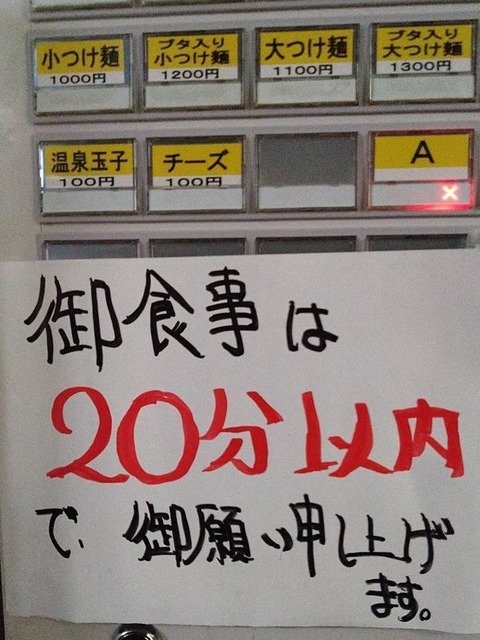 小つけ麺
1000円
ブタ入り
小つけ麺
1200円
大つけ麺
1100円
ブタ入り
大つけ麺
1300円
温泉玉子
100円
チーズ
100円
A
×
御食事は
20分以内
で、御願い申し上げ
ます。